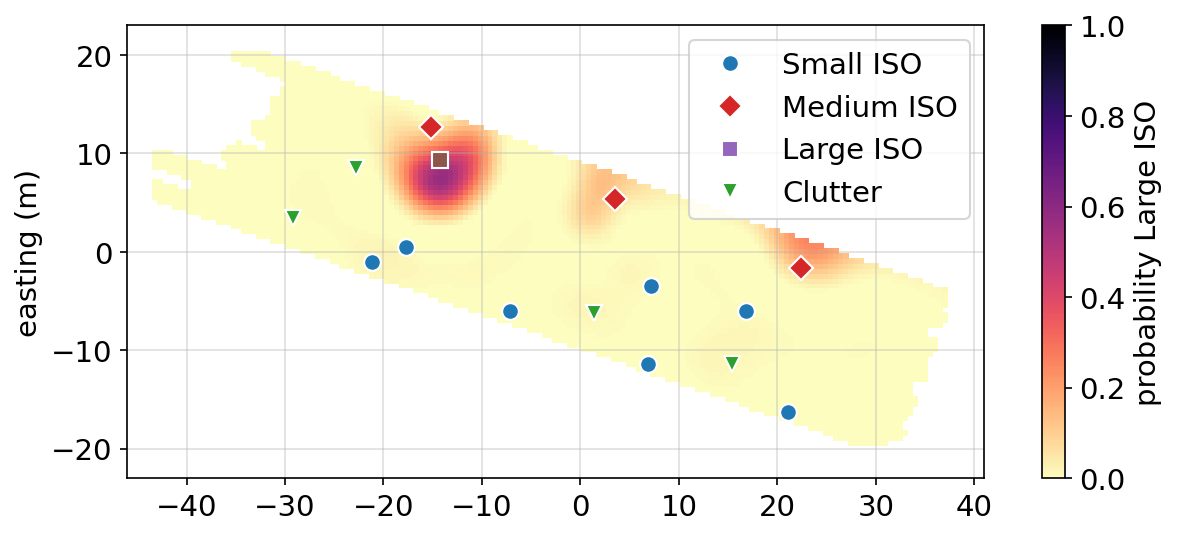 20
10
0
−10
−20
easting (m)
−40 −30 −20 −10 0 10 20 30 40
Small ISO
Medium ISO
Large ISO
Clutter
1.0
0.8
0.6
0.4
0.2
0.0
probability Large ISO